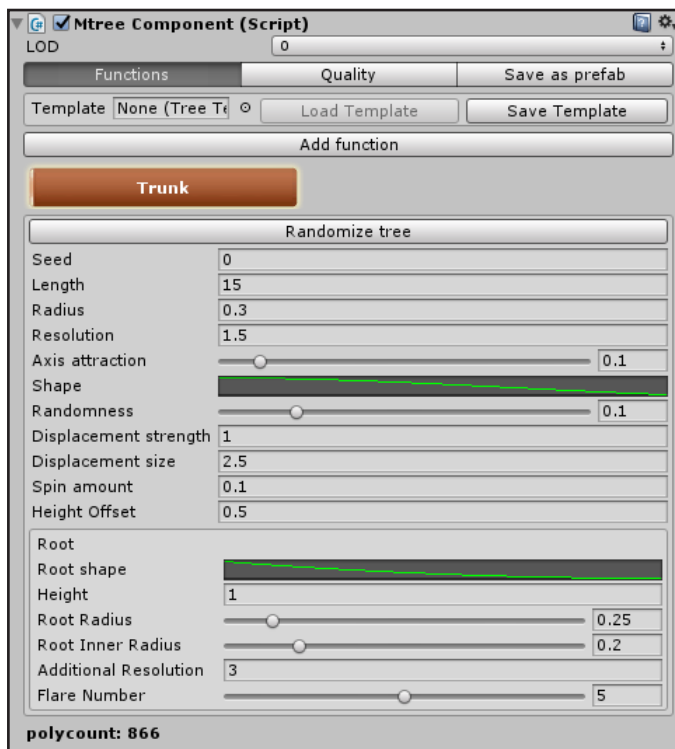 Mtree Component (Script)
LOD 0
Functions Quality Save as prefab
Template None (Tree Te Load Template Save Template
Add function
Trunk
Randomize tree
Seed 0
Length 15
Radius 0.3
Resolution 1.5
Axis attraction 0.1
Shape
Randomness 0.1
Displacement strength 1
Displacement size 2.5
Spin amount 0.1
Height Offset 0.5
Root
Root shape
Height 1
Root Radius 0.25
Root Inner Radius 0.2
Additional Resolution 3
Flare Number 5
polycount: 866